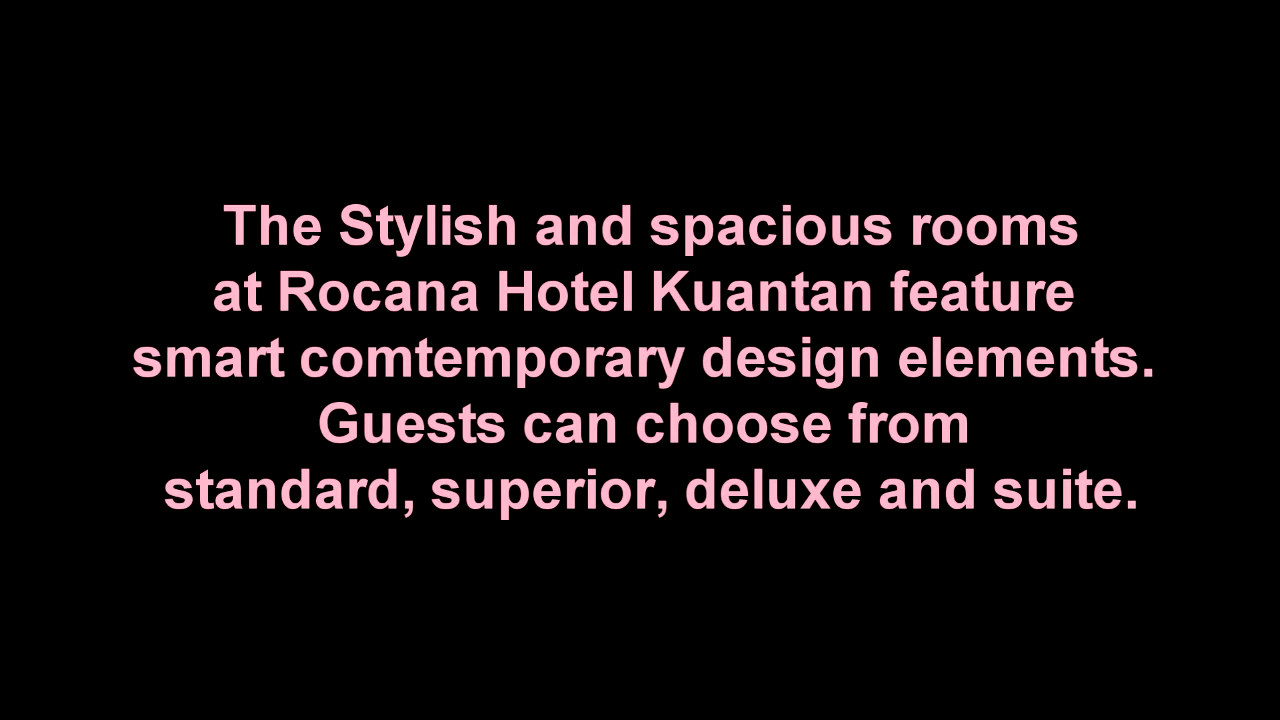 The Stylish and spacious rooms
at Rocana Hotel Kuantan feature
smart comtemporary design elements.
Guests can choose from
standard, superior, deluxe and suite.